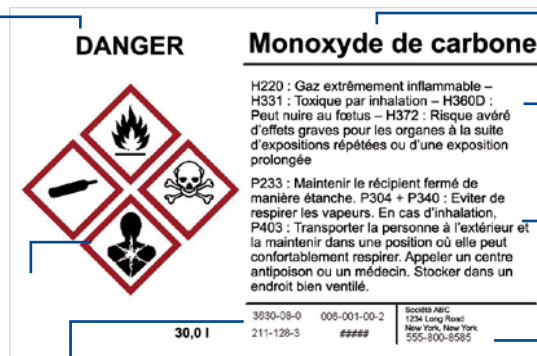 DANGER
Monoxyde de carbone
H220 : Gaz extrêmement inflammable –
H331 : Toxique par inhalation – H360D :
Peut nuire au fœtus – H372 : Risque avéré
d'effets graves pour les organes à la suite
d'expositions répétées ou d'une exposition
prolongée
P233 : Maintenir le récipient fermé de
manière étanche. P304 + P340 : Eviter de
respirer les vapeurs. En cas d'inhalation,
P403 : Transporter la personne à l'extérieur et
la maintenir dans une position où elle peut
confortablement respirer. Appeler un centre
antipoison ou un médecin. Stocker dans un
endroit bien ventilé.
30,0 l
3630-08-0 006-001-00-2
211-128-3 #####
Société ABC
1234 Long Road
New York, New York
555-800-8585